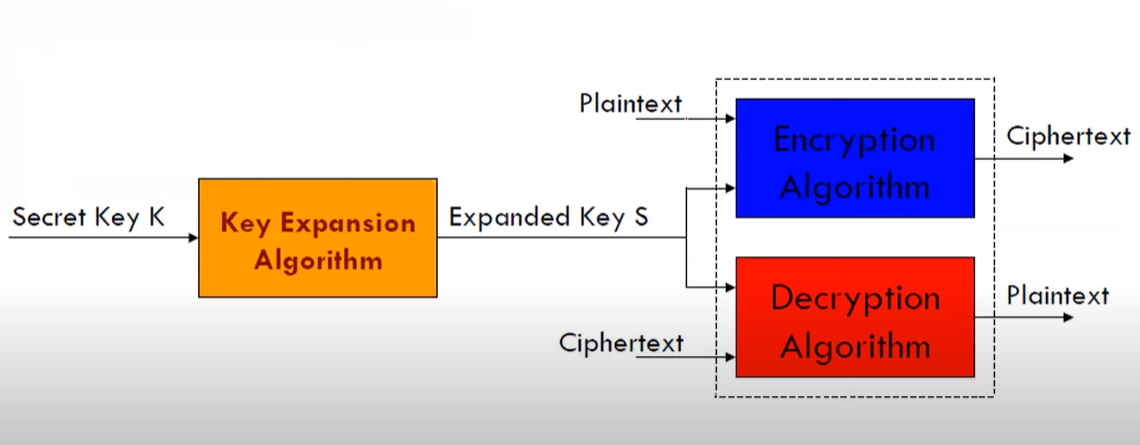 Plaintext
Encryption
Algorithm
Ciphertext
Secret Key K
Key Expansion
Algorithm
Expanded Key S
Decryption
Algorithm
Plaintext
Ciphertext